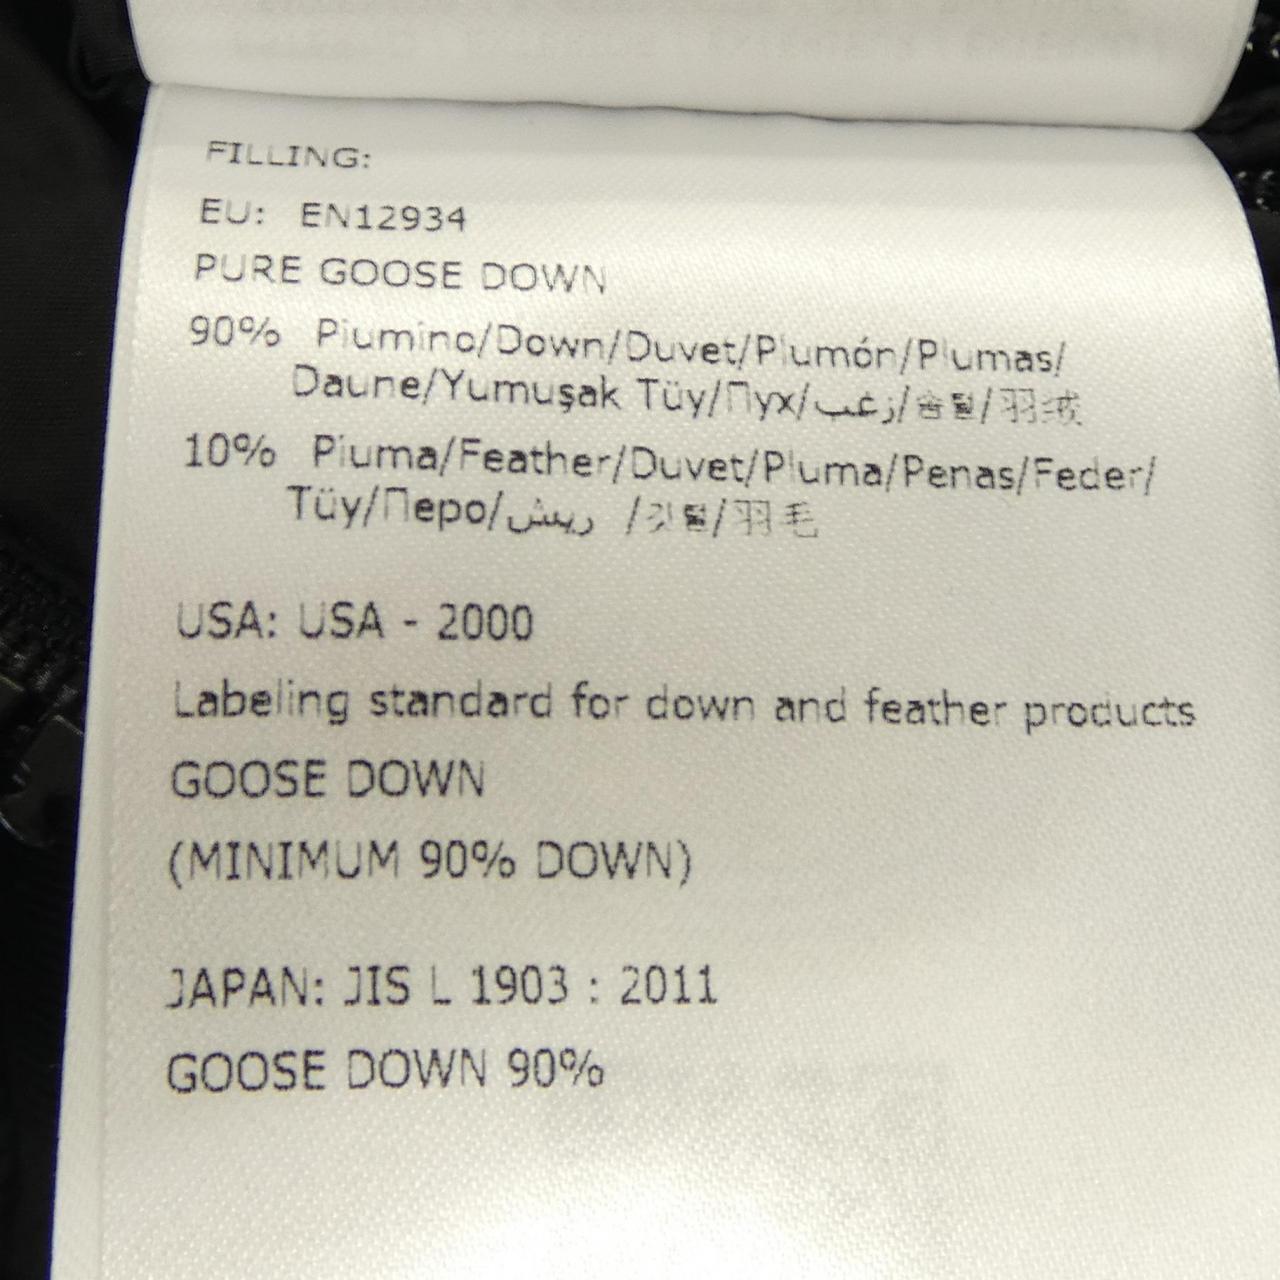 FILLING:
EU: EN12934
PURE GOOSE DOWN
90% Piumino/Down/Duvet/Plumón/Plumas/
Daune/Yumuşak Tüy/Пух/زغب/솜털/羽绒
10% Piuma/Feather/Duvet/Pluma/Penas/Feder/
Tüy/Перо/ريش /깃털/羽毛
USA: USA - 2000
Labeling standard for down and feather products
GOOSE DOWN
(MINIMUM 90% DOWN)
JAPAN: JIS L 1903 : 2011
GOOSE DOWN 90%